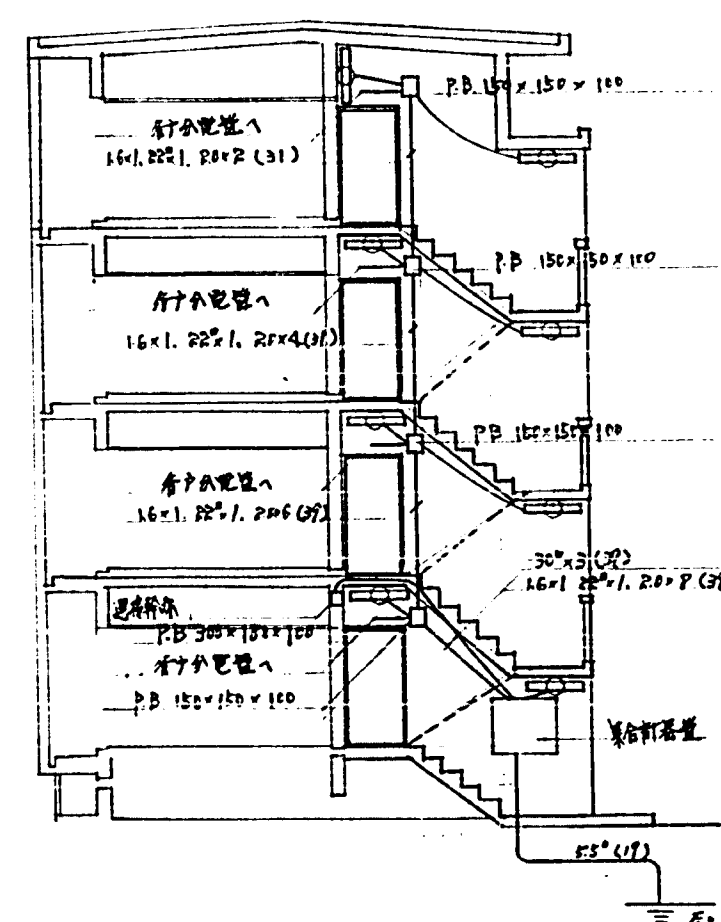 P.B 150×150×100
各戸分電盤へ
1.6×1. 22°×1. 2.0×2 (31)
P.B 150×150×100
各戸分電盤へ
1.6×1. 22°×1. 2.0×4 (31)
P.B 150×150×100
各戸分電盤へ
1.6×1. 22°×1. 2.0×6 (39)
30°×3 (39)
1.6×1 22°×1. 2.0×8 (39
P.B 300×150×100
各戸分電盤へ
P.B 150×150×100
集合計器盤
5.5° (19)